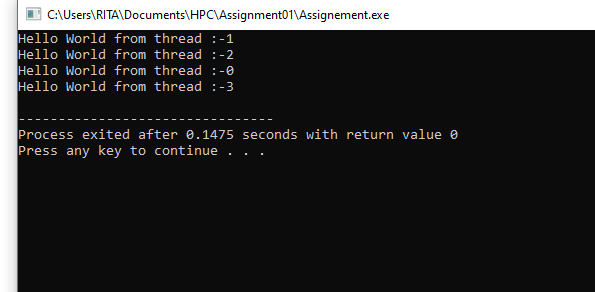 C:\Users\RITA\Documents\HPC\Assignment01\Assignement.exe
Hello World from thread :-1
Hello World from thread :-2
Hello World from thread :-0
Hello World from thread :-3
--------------------------------
Process exited after 0.1475 seconds with return value 0
Press any key to continue . . .